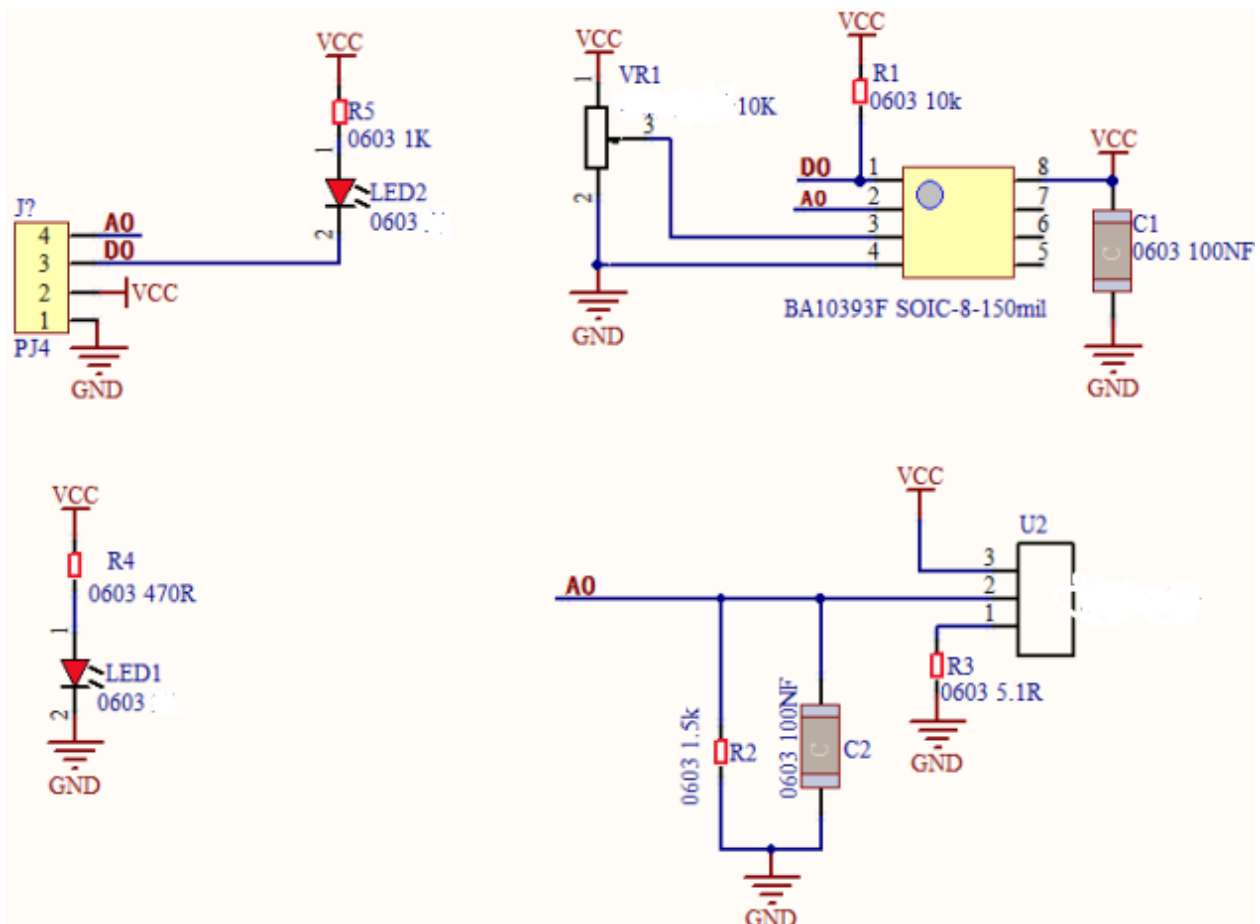 VCC
R5
0603 1K
1
LED2
0603
2
J?
4
A0
3
D0
2
VCC
1
PJ4
GND
VCC
1
VR1
10K
3
2
GND
VCC
R1
0603 10k
D0
1
A0
2
3
4
8
7
6
5
BA10393F SOIC-8-150mil
VCC
C1
C
0603 100NF
GND
VCC
R4
0603 470R
1
LED1
0603
2
GND
A0
0603 1.5k
R2
0603 100NF
C
C2
GND
VCC
U2
3
2
1
R3
0603 5.1R
GND